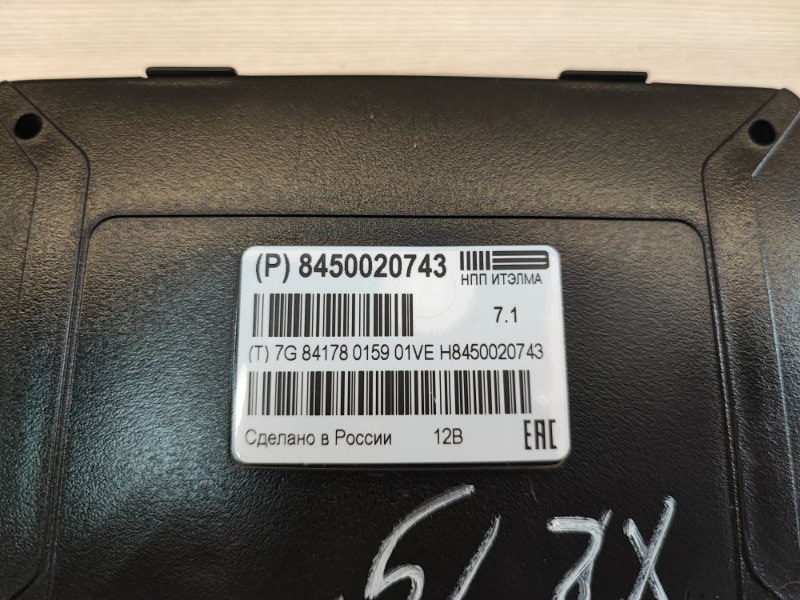 (P) 8450020743
НПП ИТЭЛМА
7.1
(T) 7G 84178 0159 01VE H8450020743
Сделано в России 12В
EAC